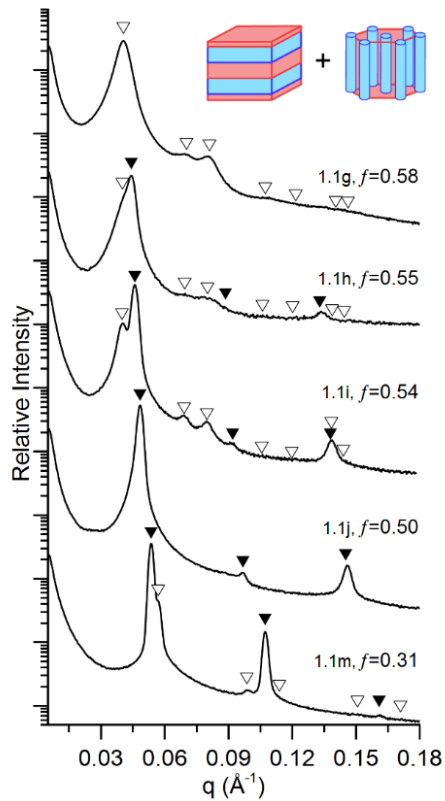 +
1.1g, f=0.58
1.1h, f=0.55
1.1i, f=0.54
1.1j, f=0.50
1.1m, f=0.31
Relative Intensity
0.03 0.06 0.09 0.12 0.15 0.18
q (Å⁻¹)